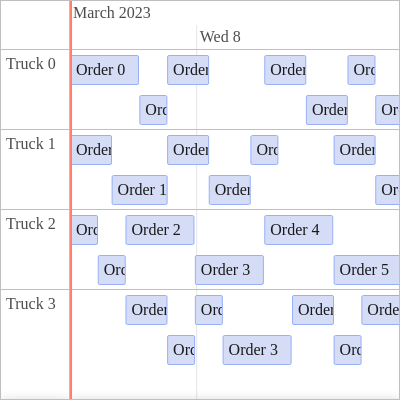 March 2023
Wed 8
Truck 0
Order 0
Order
Order
Orc
Orc
Order
Or
Truck 1
Order
Order
Orc
Order
Order 1
Order
Or
Truck 2
Orc
Order 2
Order 4
Orc
Order 3
Order 5
Truck 3
Order
Orc
Order
Orde
Orc
Order 3
Orc